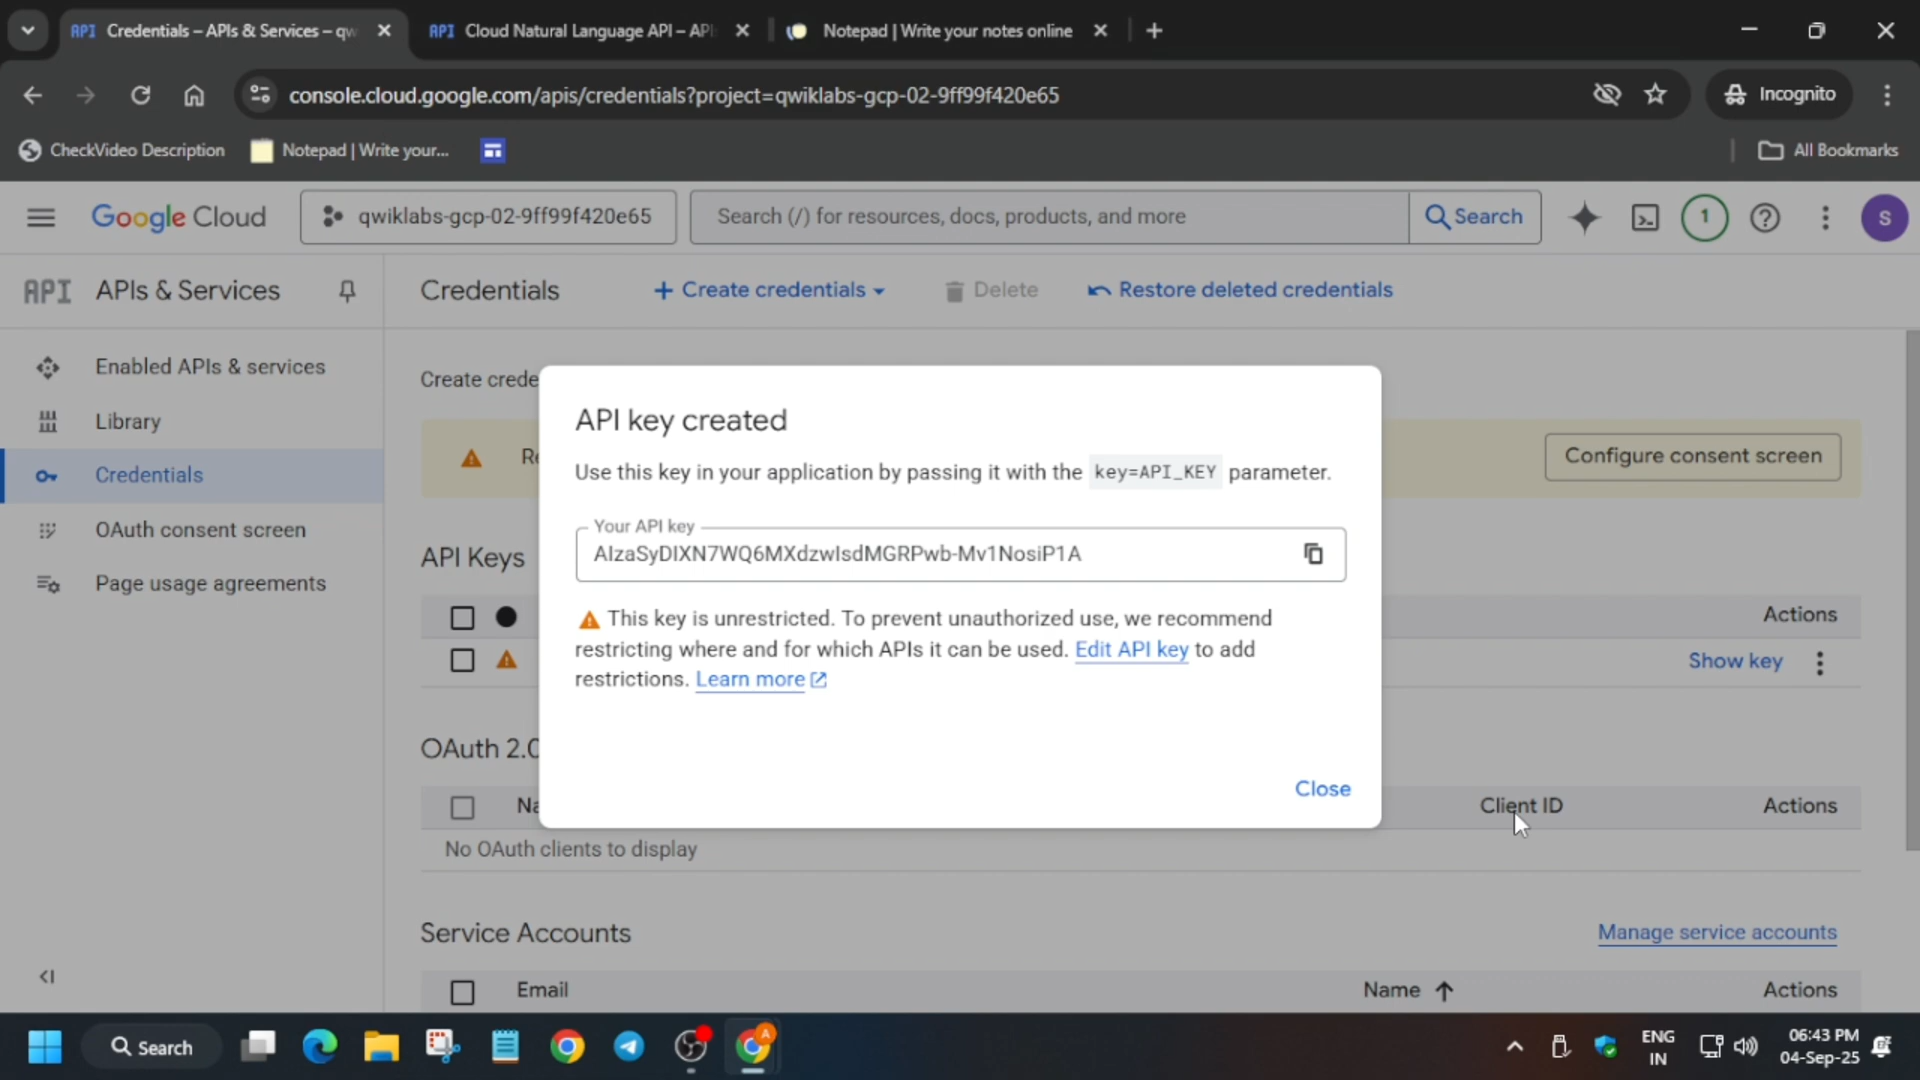 Credentials – APIs & Services – qw
Cloud Natural Language API – API
Notepad | Write your notes online
console.cloud.google.com/apis/credentials?project=qwiklabs-gcp-02-9ff99f420e65
Incognito
CheckVideo Description
Notepad | Write your...
All Bookmarks
Google Cloud
qwiklabs-gcp-02-9ff99f420e65
Search (/) for resources, docs, products, and more
Search
1
S
API APIs & Services
Credentials
+ Create credentials
Delete
Restore deleted credentials
Enabled APIs & services
Library
Credentials
OAuth consent screen
Page usage agreements
Create crede
Re
Configure consent screen
API Keys
Actions
Show key
API key created
Use this key in your application by passing it with the key=API_KEY parameter.
Your API key
AIzaSyDIXN7WQ6MXdzwIsdMGRPwb-Mv1NosiP1A
This key is unrestricted. To prevent unauthorized use, we recommend
restricting where and for which APIs it can be used. Edit API key to add
restrictions. Learn more
Close
OAuth 2.0
Na
Client ID
Actions
No OAuth clients to display
Service Accounts
Manage service accounts
Email
Name
Actions
Search
ENG
IN
06:43 PM
04-Sep-25